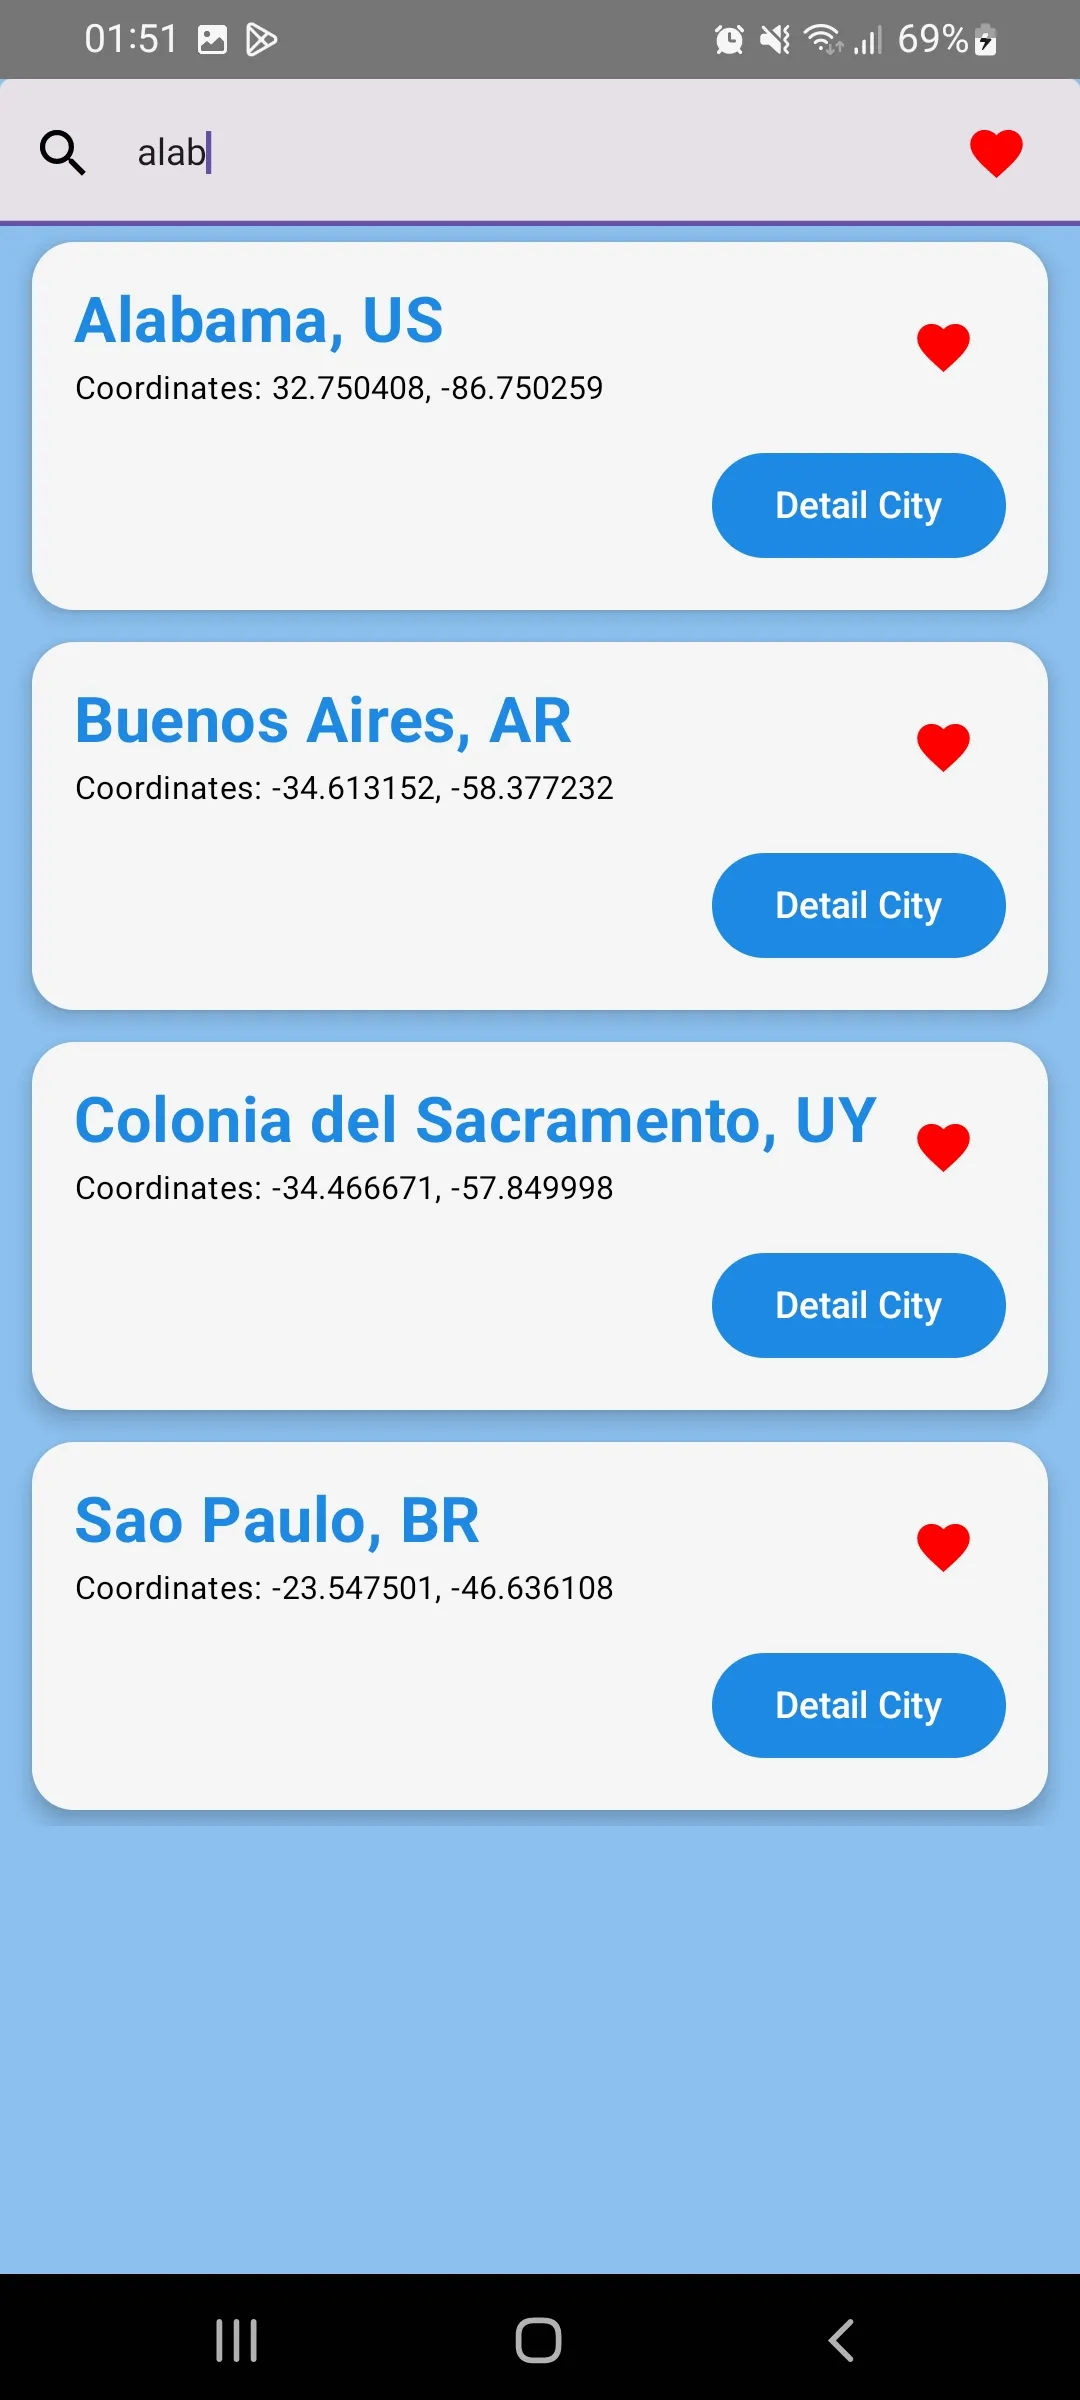 01:51
69%
alab
Alabama, US
Coordinates: 32.750408, -86.750259
Detail City
Buenos Aires, AR
Coordinates: -34.613152, -58.377232
Detail City
Colonia del Sacramento, UY
Coordinates: -34.466671, -57.849998
Detail City
Sao Paulo, BR
Coordinates: -23.547501, -46.636108
Detail City